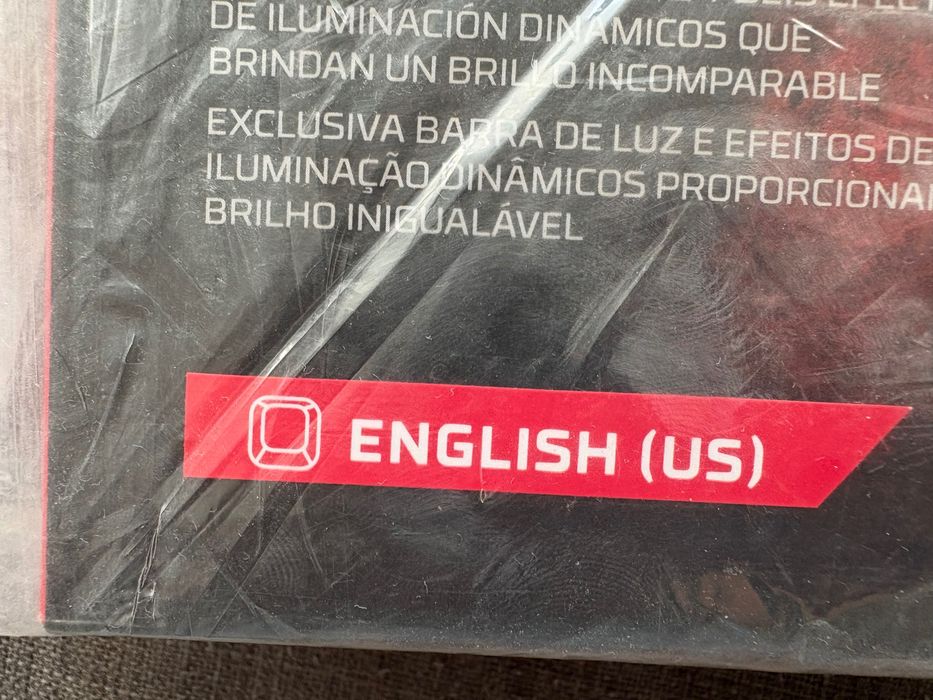 DE ILUMINACIÓN DINÁMICOS QUE
BRINDAN UN BRILLO INCOMPARABLE
EXCLUSIVA BARRA DE LUZ E EFEITOS DE
ILUMINAÇÃO DINÂMICOS PROPORCIONA
BRILHO INIGUALÁVEL
ENGLISH (US)